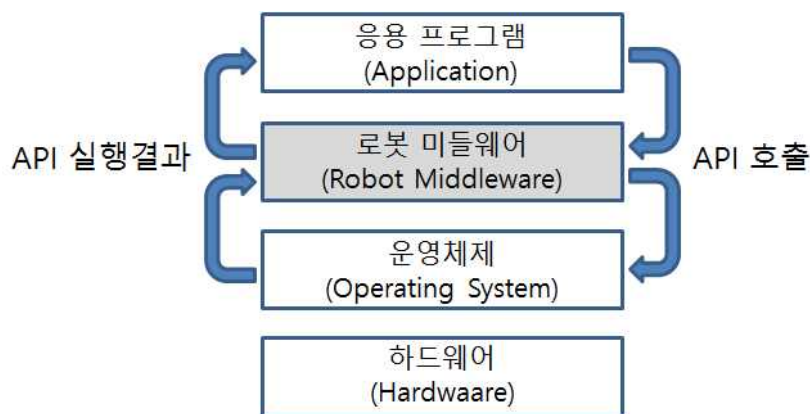 응용 프로그램
(Application)
API 실행결과
로봇 미들웨어
(Robot Middleware)
API 호출
운영체제
(Operating System)
하드웨어
(Hardwaare)